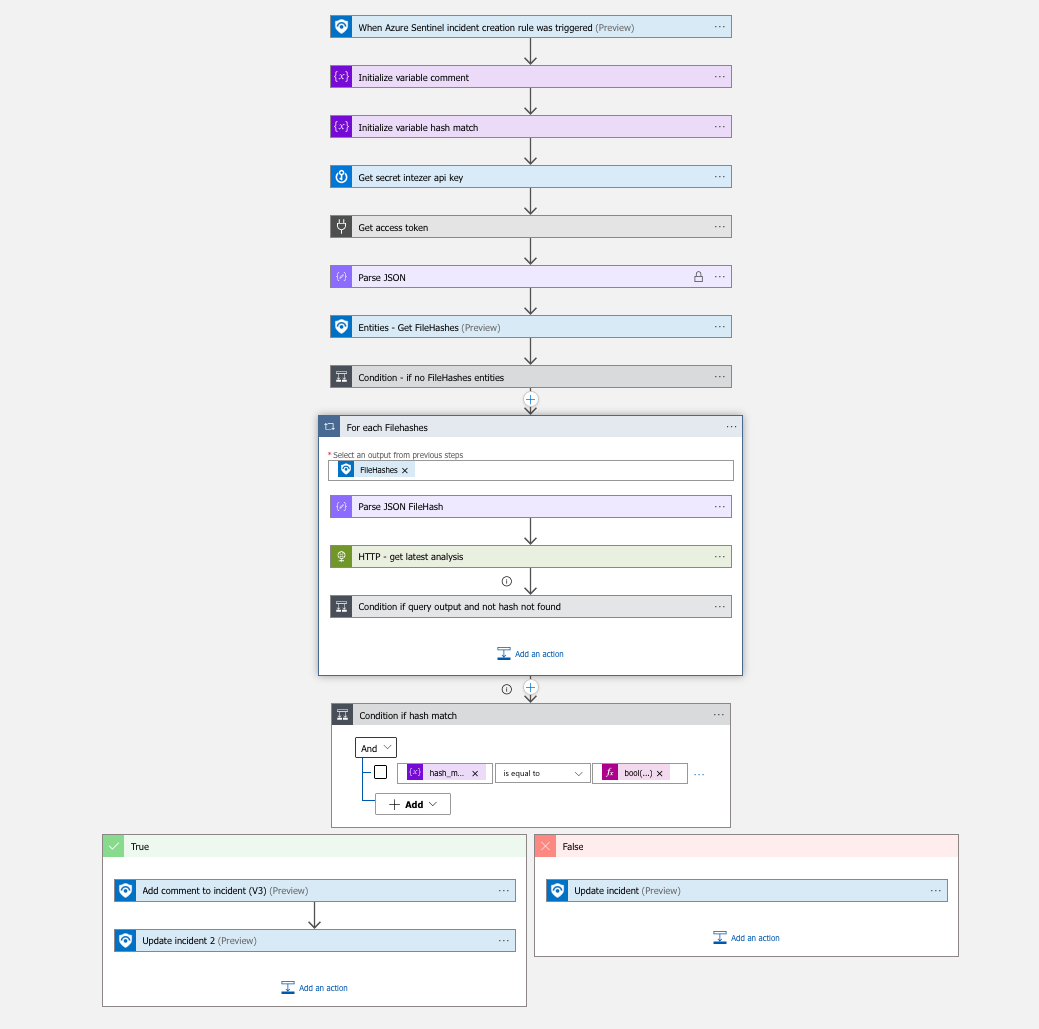 When Azure Sentinel incident creation rule was triggered (Preview)
Initialize variable comment
Initialize variable hash match
Get secret intezer api key
Get access token
Parse JSON
Entities - Get FileHashes (Preview)
Condition - if no FileHashes entities
For each Filehashes
* Select an output from previous steps
FileHashes
Parse JSON FileHash
HTTP - get latest analysis
Condition if query output and not hash not found
Add an action
Condition if hash match
And
hash_m... is equal to bool(...)
Add
True
Add comment to incident (V3) (Preview)
Update incident 2 (Preview)
Add an action
False
Update incident (Preview)
Add an action